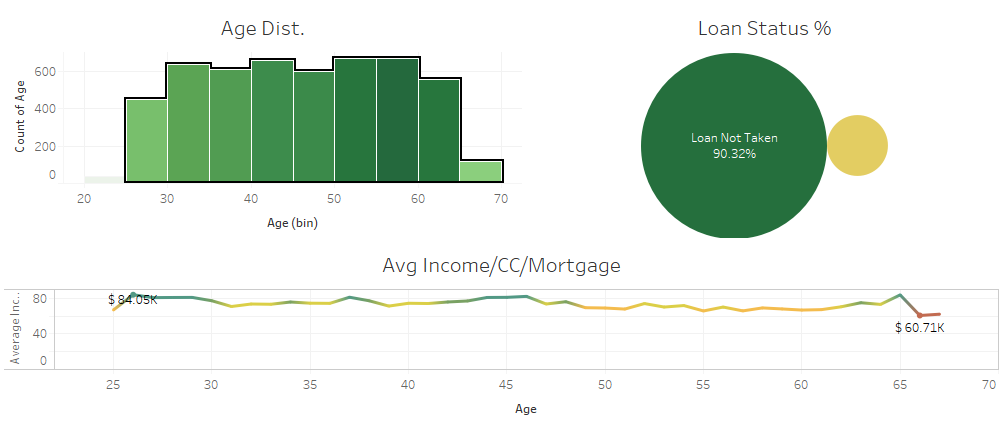 Age Dist.
Loan Status %
Count of Age
600
400
200
0
20
30
40
50
60
70
Age (bin)
Loan Not Taken
90.32%
Avg Income/CC/Mortgage
Average Inc..
80
40
0
$ 84.05K
$ 60.71K
25
30
35
40
45
50
55
60
65
70
Age